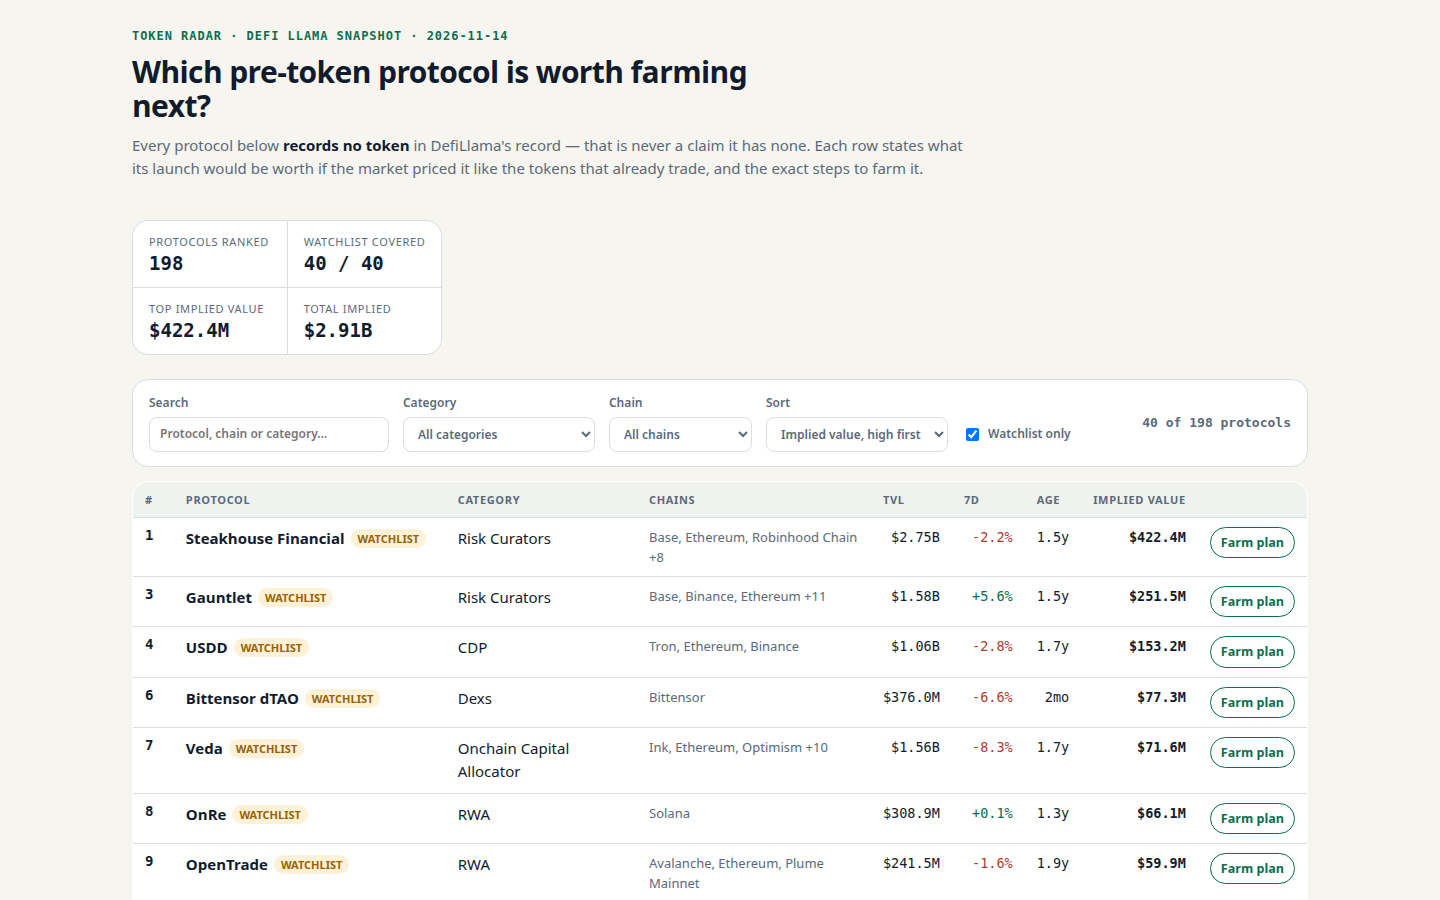 TOKEN RADAR · DEFI LLAMA SNAPSHOT · 2026-11-14
Which pre-token protocol is worth farming
next?
Every protocol below records no token in DefiLlama's record — that is never a claim it has none. Each row states what
its launch would be worth if the market priced it like the tokens that already trade, and the exact steps to farm it.
PROTOCOLS RANKED WATCHLIST COVERED
198 40 / 40
TOP IMPLIED VALUE TOTAL IMPLIED
$422.4M $2.91B
Search Category Chain Sort
Protocol, chain or category... All categories All chains Implied value, high first Watchlist only 40 of 198 protocols
# PROTOCOL CATEGORY CHAINS TVL 7D AGE IMPLIED VALUE
1 Steakhouse Financial WATCHLIST Risk Curators Base, Ethereum, Robinhood Chain $2.75B -2.2% 1.5y $422.4M Farm plan
+8
3 Gauntlet WATCHLIST Risk Curators Base, Binance, Ethereum +11 $1.58B +5.6% 1.5y $251.5M Farm plan
4 USDD WATCHLIST CDP Tron, Ethereum, Binance $1.06B -2.8% 1.7y $153.2M Farm plan
6 Bittensor dTAO WATCHLIST Dexs Bittensor $376.0M -6.6% 2mo $77.3M Farm plan
7 Veda WATCHLIST Onchain Capital Ink, Ethereum, Optimism +10 $1.56B -8.3% 1.7y $71.6M Farm plan
Allocator
8 OnRe WATCHLIST RWA Solana $308.9M +0.1% 1.3y $66.1M Farm plan
9 OpenTrade WATCHLIST RWA Avalanche, Ethereum, Plume $241.5M -1.6% 1.9y $59.9M Farm plan
Mainnet